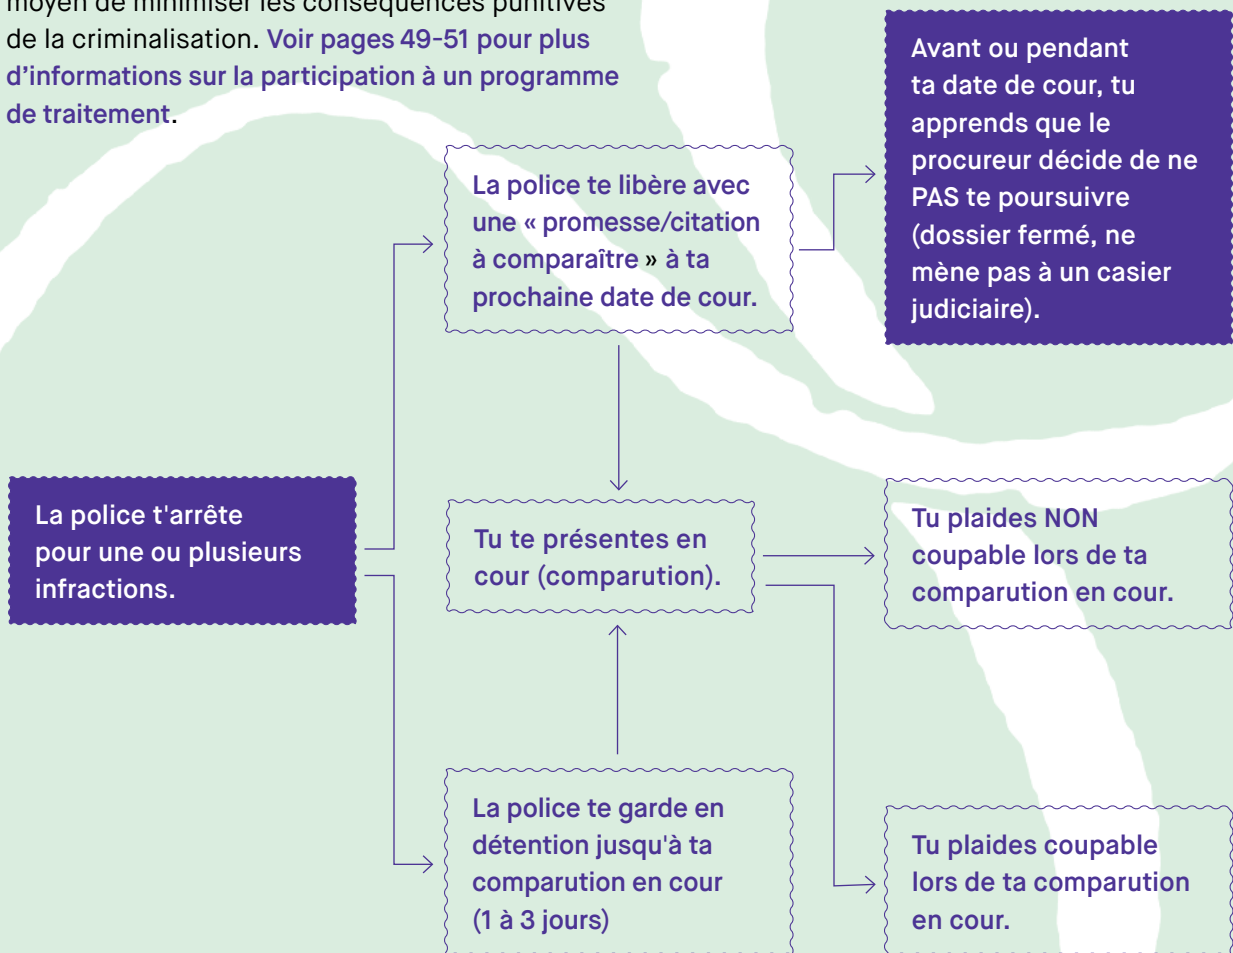 moyen de minimiser les conséquences punitives
de la criminalisation. Voir pages 49-51 pour plus
d'informations sur la participation à un programme
de traitement.
Avant ou pendant
ta date de cour, tu
apprends que le
procureur décide de ne
PAS te poursuivre
(dossier fermé, ne
mène pas à un casier
judiciaire).
La police te libère avec
une « promesse/citation
à comparaître » à ta
prochaine date de cour.
La police t'arrête
pour une ou plusieurs
infractions.
Tu te présentes en
cour (comparution).
Tu plaides NON
coupable lors de ta
comparution en cour.
La police te garde en
détention jusqu'à ta
comparution en cour
(1 à 3 jours)
Tu plaides coupable
lors de ta comparution
en cour.